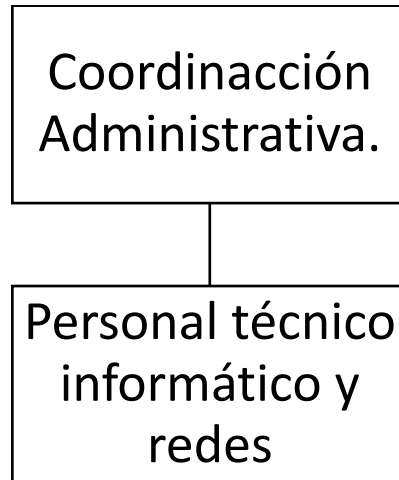 Coordinacción
Administrativa.
Personal técnico
informático y
redes